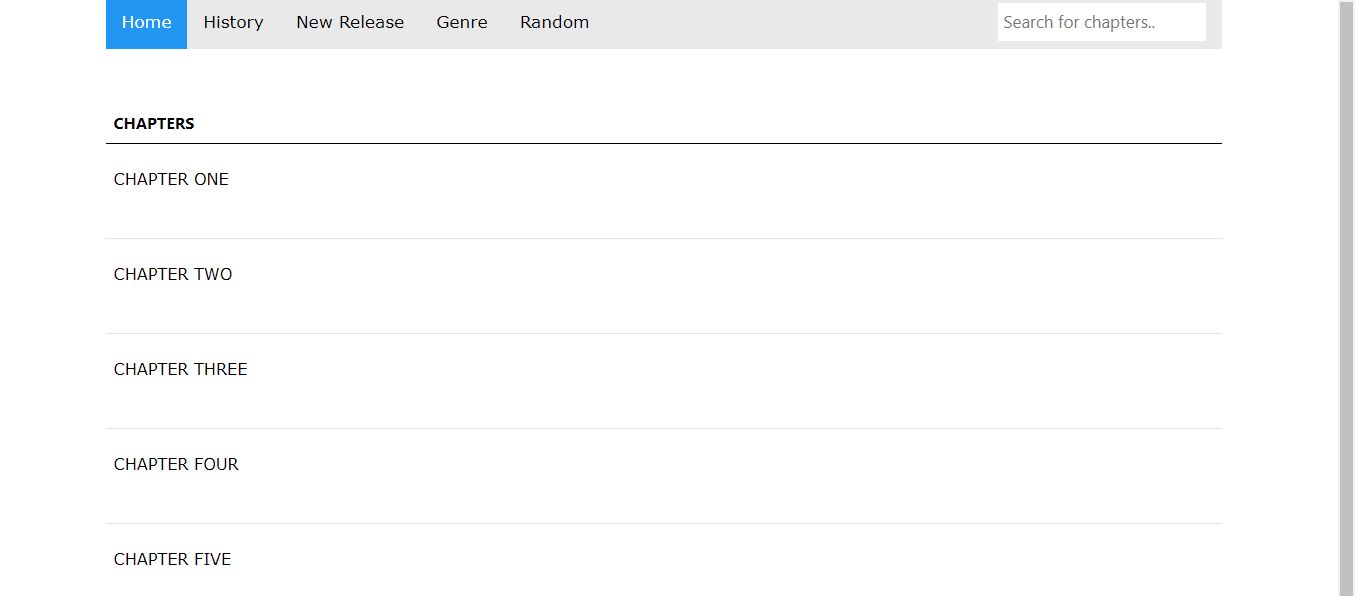 Home History New Release Genre Random Search for chapters..
CHAPTERS
CHAPTER ONE
CHAPTER TWO
CHAPTER THREE
CHAPTER FOUR
CHAPTER FIVE